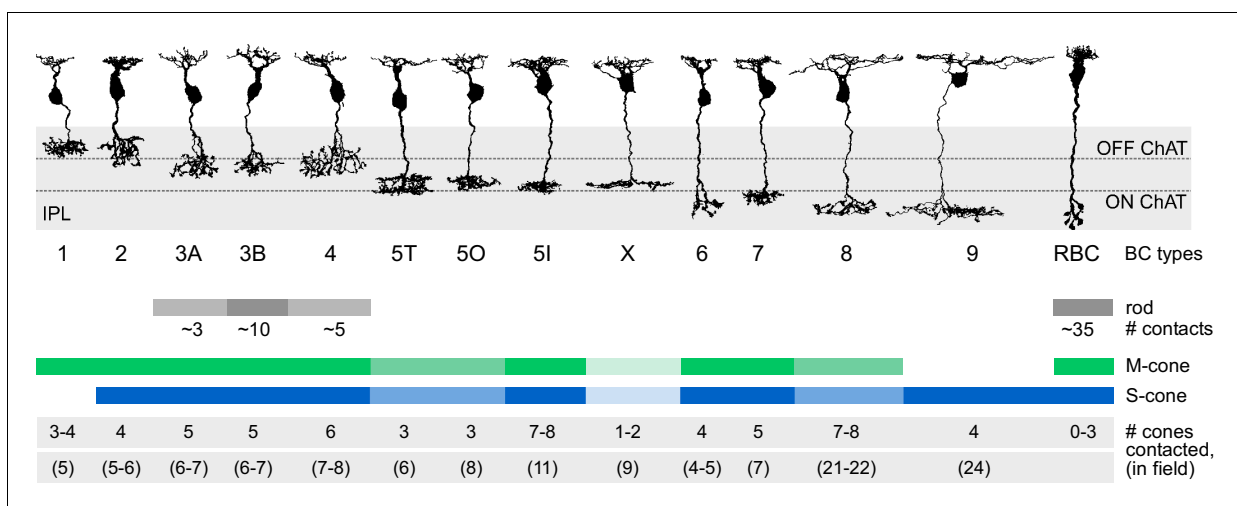 OFF ChAT
ON ChAT
IPL
1 2 3A 3B 4 5T 5O 5I X 6 7 8 9 RBC BC types
rod
~3 ~10 ~5 ~35 # contacts
M-cone
S-cone
3-4 4 5 5 6 3 3 7-8 1-2 4 5 7-8 4 0-3 # cones
contacted,
(5) (5-6) (6-7) (6-7) (7-8) (6) (8) (11) (9) (4-5) (7) (21-22) (24) (in field)